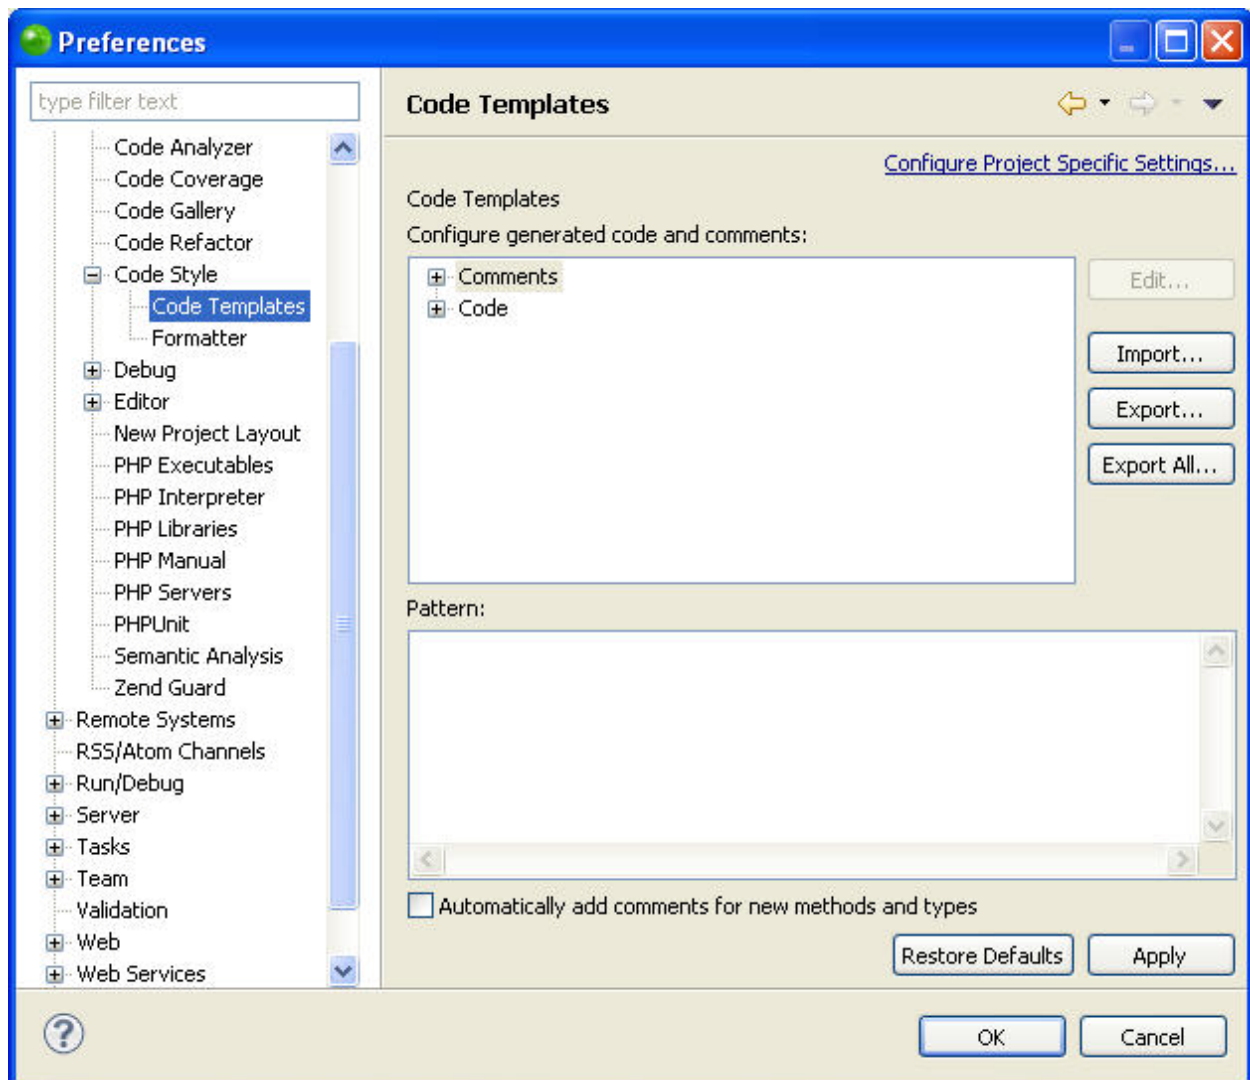 Preferences
type filter text
Code Analyzer
Code Coverage
Code Gallery
Code Refactor
Code Style
Code Templates
Formatter
Debug
Editor
New Project Layout
PHP Executables
PHP Interpreter
PHP Libraries
PHP Manual
PHP Servers
PHPUnit
Semantic Analysis
Zend Guard
Remote Systems
RSS/Atom Channels
Run/Debug
Server
Tasks
Team
Validation
Web
Web Services
Code Templates
Configure Project Specific Settings...
Code Templates
Configure generated code and comments:
Comments
Code
Edit...
Import...
Export...
Export All...
Pattern:
Automatically add comments for new methods and types
Restore Defaults
Apply
?
OK
Cancel